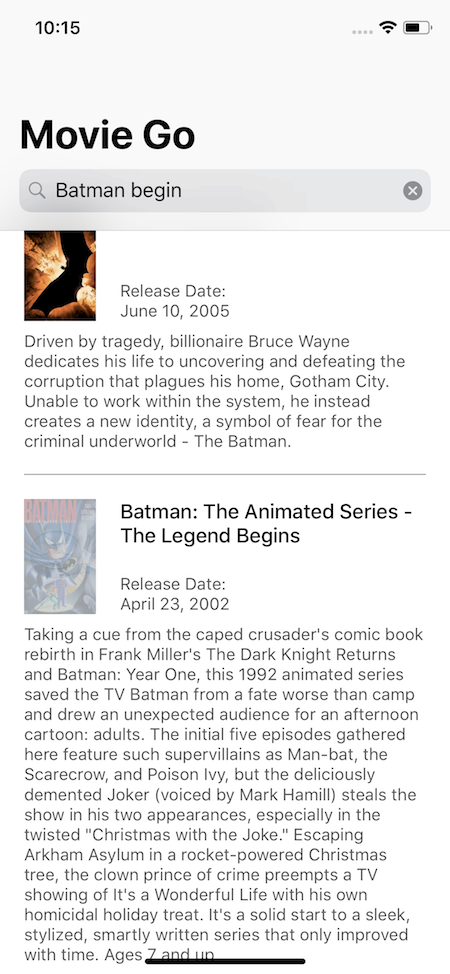 10:15
Movie Go
Batman begin
Release Date:
June 10, 2005
Driven by tragedy, billionaire Bruce Wayne
dedicates his life to uncovering and defeating the
corruption that plagues his home, Gotham City.
Unable to work within the system, he instead
creates a new identity, a symbol of fear for the
criminal underworld - The Batman.
BATMAN
Batman: The Animated Series -
The Legend Begins
Release Date:
April 23, 2002
Taking a cue from the caped crusader's comic book
rebirth in Frank Miller's The Dark Knight Returns
and Batman: Year One, this 1992 animated series
saved the TV Batman from a fate worse than camp
and drew an unexpected audience for an afternoon
cartoon: adults. The initial five episodes gathered
here feature such supervillains as Man-bat, the
Scarecrow, and Poison Ivy, but the deliciously
demented Joker (voiced by Mark Hamill) steals the
show in his two appearances, especially in the
twisted "Christmas with the Joke." Escaping
Arkham Asylum in a rocket-powered Christmas
tree, the clown prince of crime preempts a TV
showing of It's a Wonderful Life with his own
homicidal holiday treat. It's a solid start to a sleek,
stylized, smartly written series that only improved
with time. Ages 7 and up